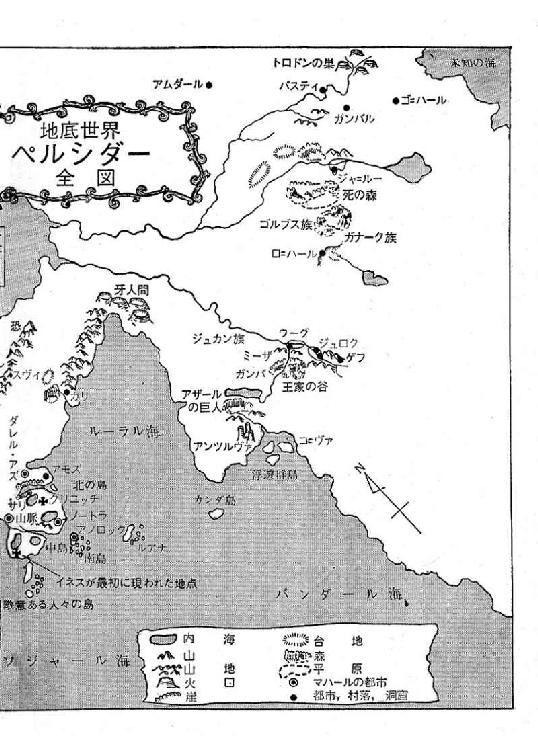 地底世界
ペルシダー
全図
トロドンの巣
未知の海
アムダール
パスティ
ゴ=ハール
ガンバル
ジャ=ルー
死の森
ゴルブス族
ガナーク族
ロ=ハール
牙人間
恐
ジュカン族
ウーグ
ミーザ
ジュロク
ゲフ
ガンバ
王家の谷
スヴィ
カリ
アザール
の巨人
ルーラル海
アンツルヴァ
コ=ヴァ
浮遊群島
ダレル・アズ
アモズ
北の島
クリニッチ
サリ
山脈
ノートラ
アノロック
中島
南島
ルアナ
カンダ島
N
イネスが最初に現われた地点
ある人々の島
バンダール海
ジャール海
内海
山
山地
火口
崖
台地
森
平原
マハールの都市
都市,村落,洞窟